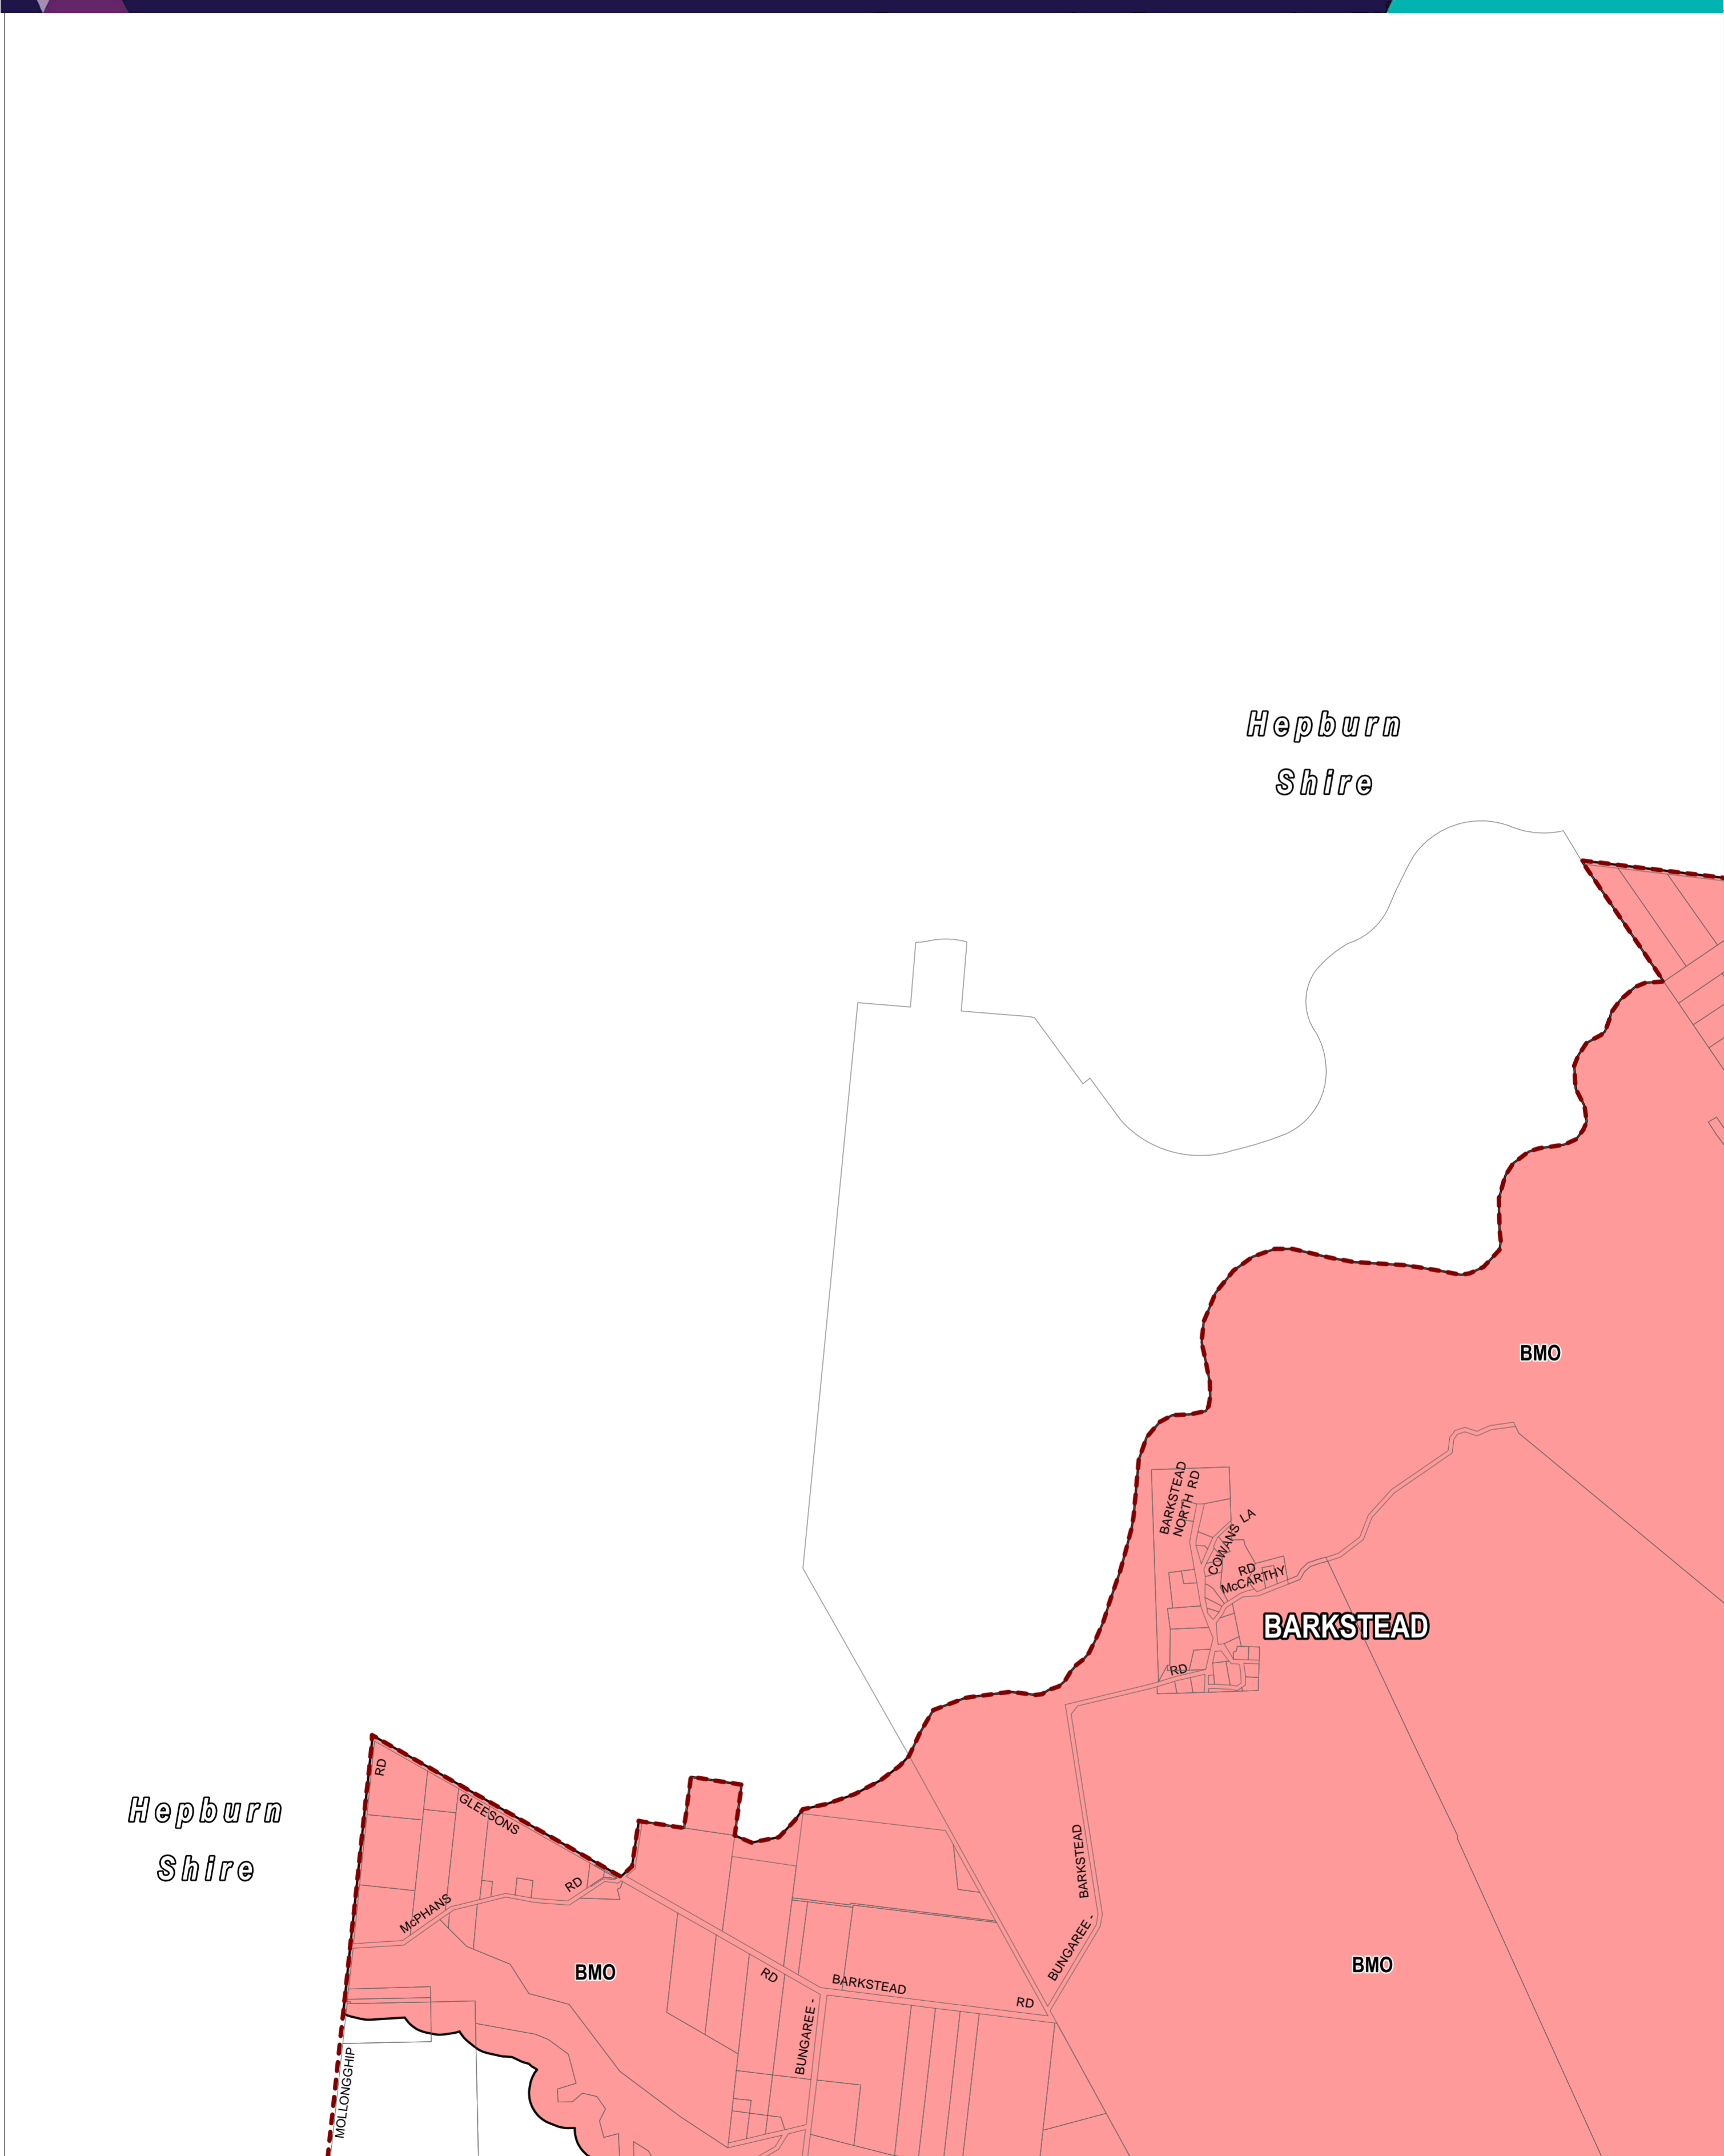 Hepburn
Shire
BMO
BARKSTEAD
NORTH RD
COWANS LA
RD
McCARTHY
BARKSTEAD
RD
RD
GLEESONS
Hepburn
Shire
BARKSTEAD
RD
McPHANS
BUNGAREE -
BMO
BMO
RD
BARKSTEAD
RD
BUNGAREE -
MOLLONGGHIP